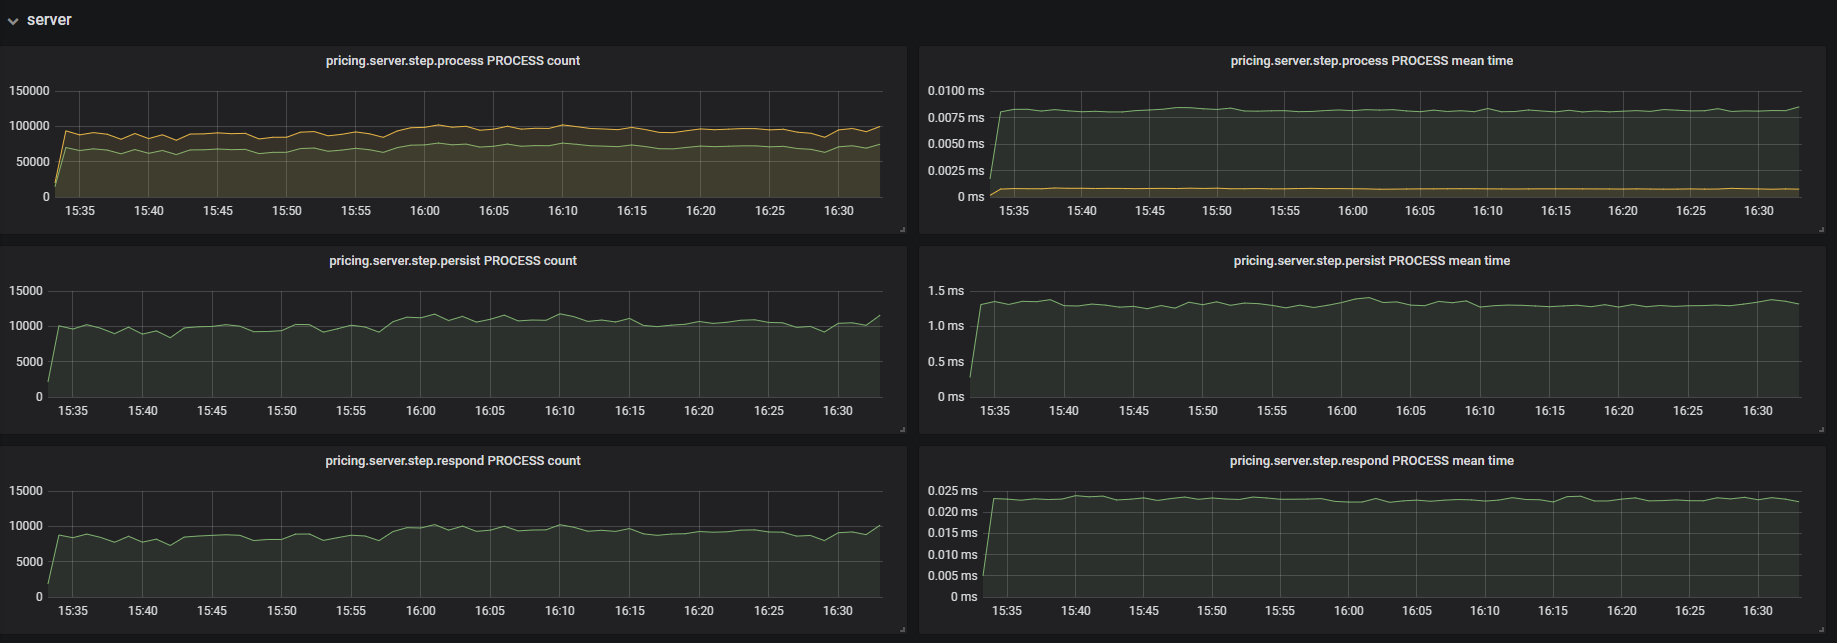 server
pricing.server.step.process PROCESS count
150000
100000
50000
0
15:35 15:40 15:45 15:50 15:55 16:00 16:05 16:10 16:15 16:20 16:25 16:30
pricing.server.step.process PROCESS mean time
0.0100 ms
0.0075 ms
0.0050 ms
0.0025 ms
0 ms
15:35 15:40 15:45 15:50 15:55 16:00 16:05 16:10 16:15 16:20 16:25 16:30
pricing.server.step.persist PROCESS count
15000
10000
5000
0
15:35 15:40 15:45 15:50 15:55 16:00 16:05 16:10 16:15 16:20 16:25 16:30
pricing.server.step.persist PROCESS mean time
1.5 ms
1.0 ms
0.5 ms
0 ms
15:35 15:40 15:45 15:50 15:55 16:00 16:05 16:10 16:15 16:20 16:25 16:30
pricing.server.step.respond PROCESS count
15000
10000
5000
0
15:35 15:40 15:45 15:50 15:55 16:00 16:05 16:10 16:15 16:20 16:25 16:30
pricing.server.step.respond PROCESS mean time
0.025 ms
0.020 ms
0.015 ms
0.010 ms
0.005 ms
0 ms
15:35 15:40 15:45 15:50 15:55 16:00 16:05 16:10 16:15 16:20 16:25 16:30